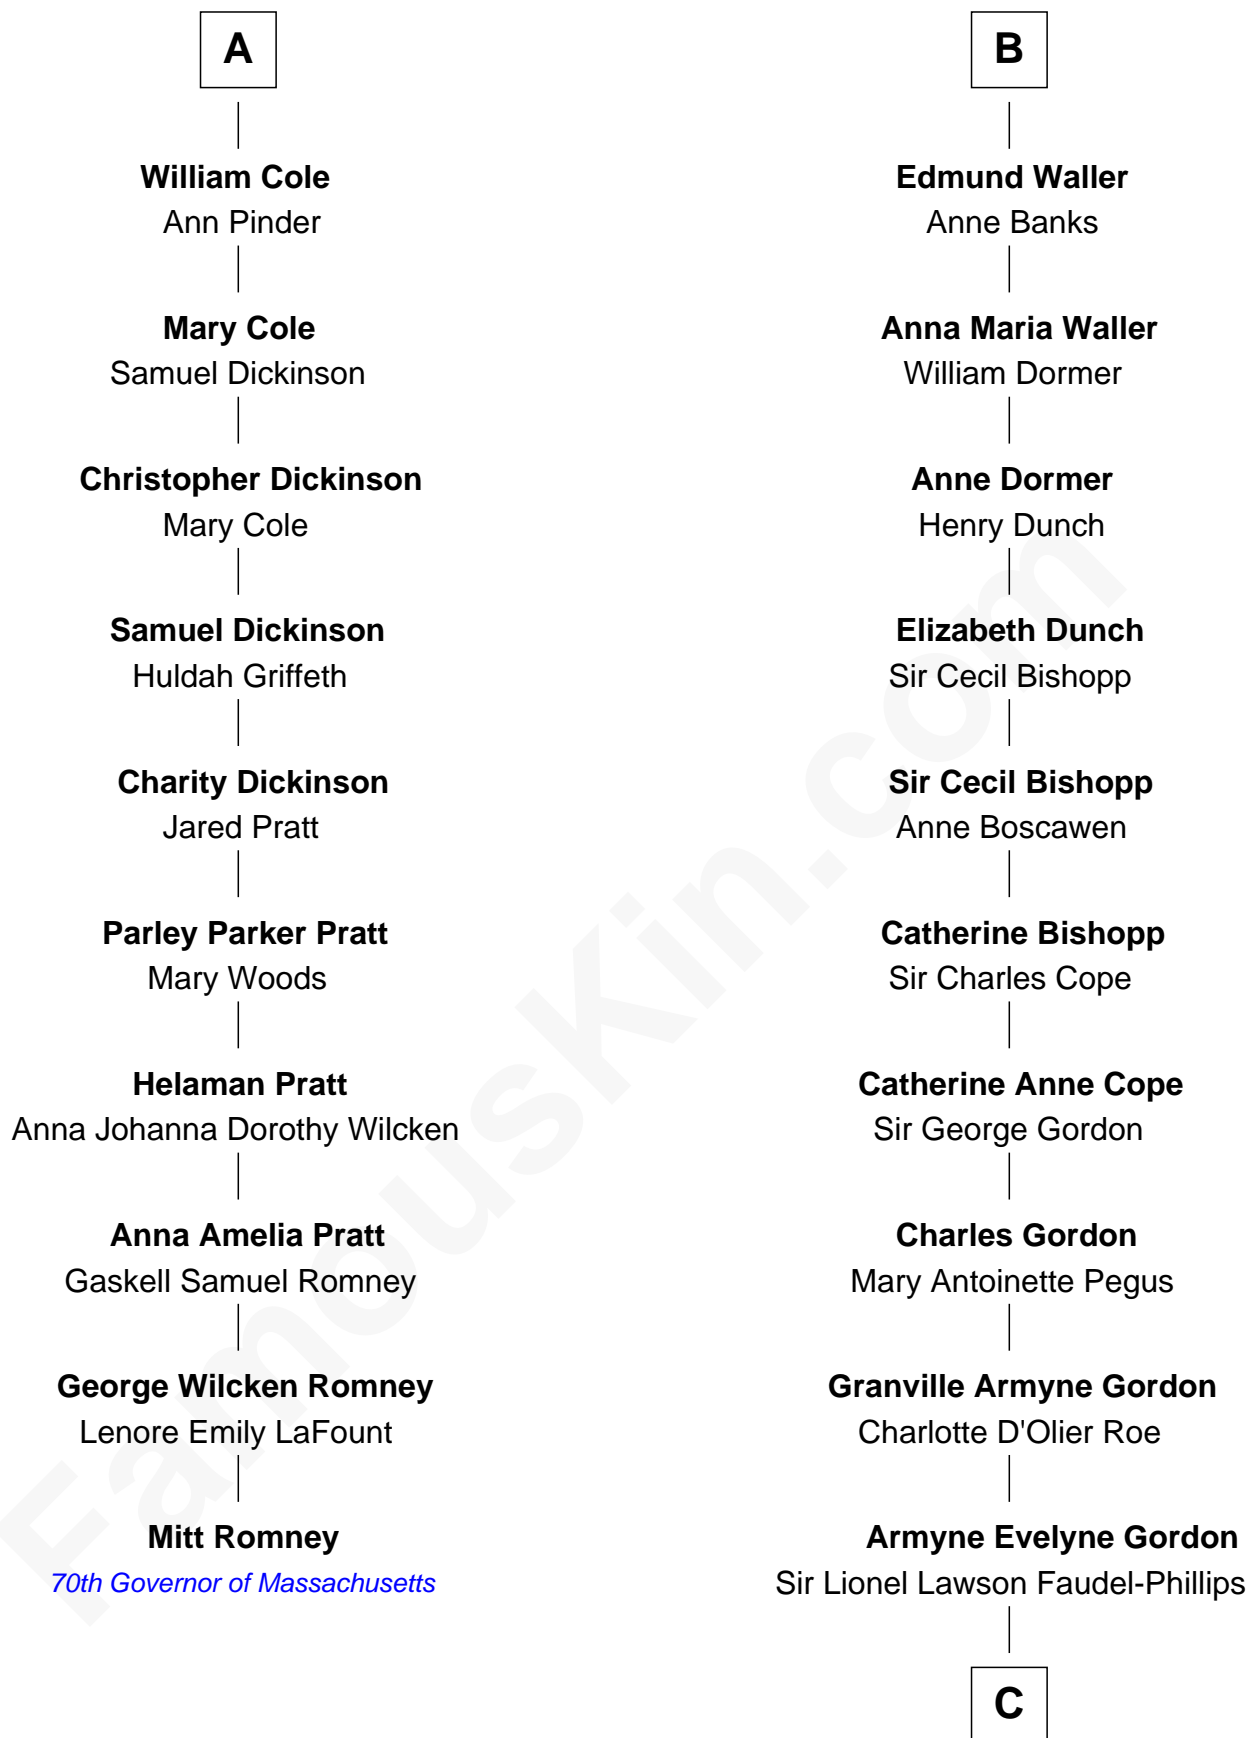 A
William Cole
Ann Pinder
Mary Cole
Samuel Dickinson
Christopher Dickinson
Mary Cole
Samuel Dickinson
Huldah Griffeth
Charity Dickinson
Jared Pratt
Parley Parker Pratt
Mary Woods
Helaman Pratt
Anna Johanna Dorothy Wilcken
Anna Amelia Pratt
Gaskell Samuel Romney
George Wilcken Romney
Lenore Emily LaFount
Mitt Romney
70th Governor of Massachusetts
B
Edmund Waller
Anne Banks
Anna Maria Waller
William Dormer
Anne Dormer
Henry Dunch
Elizabeth Dunch
Sir Cecil Bishopp
Sir Cecil Bishopp
Anne Boscawen
Catherine Bishopp
Sir Charles Cope
Catherine Anne Cope
Sir George Gordon
Charles Gordon
Mary Antoinette Pegus
Granville Armyne Gordon
Charlotte D'Olier Roe
Armyne Evelyne Gordon
Sir Lionel Lawson Faudel-Phillips
C
FamousKin.com